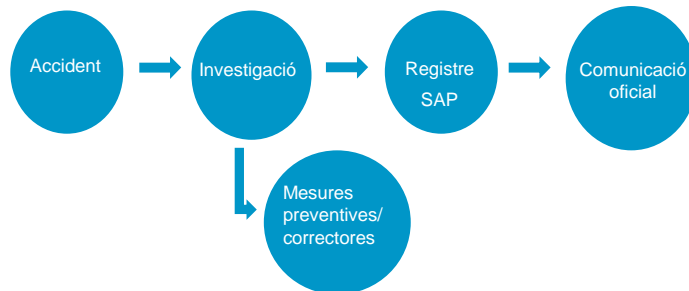 Accident
Investigació
Registre
SAP
Comunicació
oficial
Mesures
preventives/
correctores